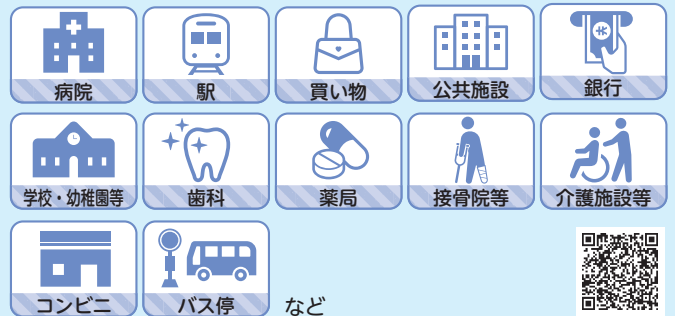 病院
駅
買い物
公共施設
銀行
学校・幼稚園等
歯科
薬局
接骨院等
介護施設等
コンビニ
バス停
など